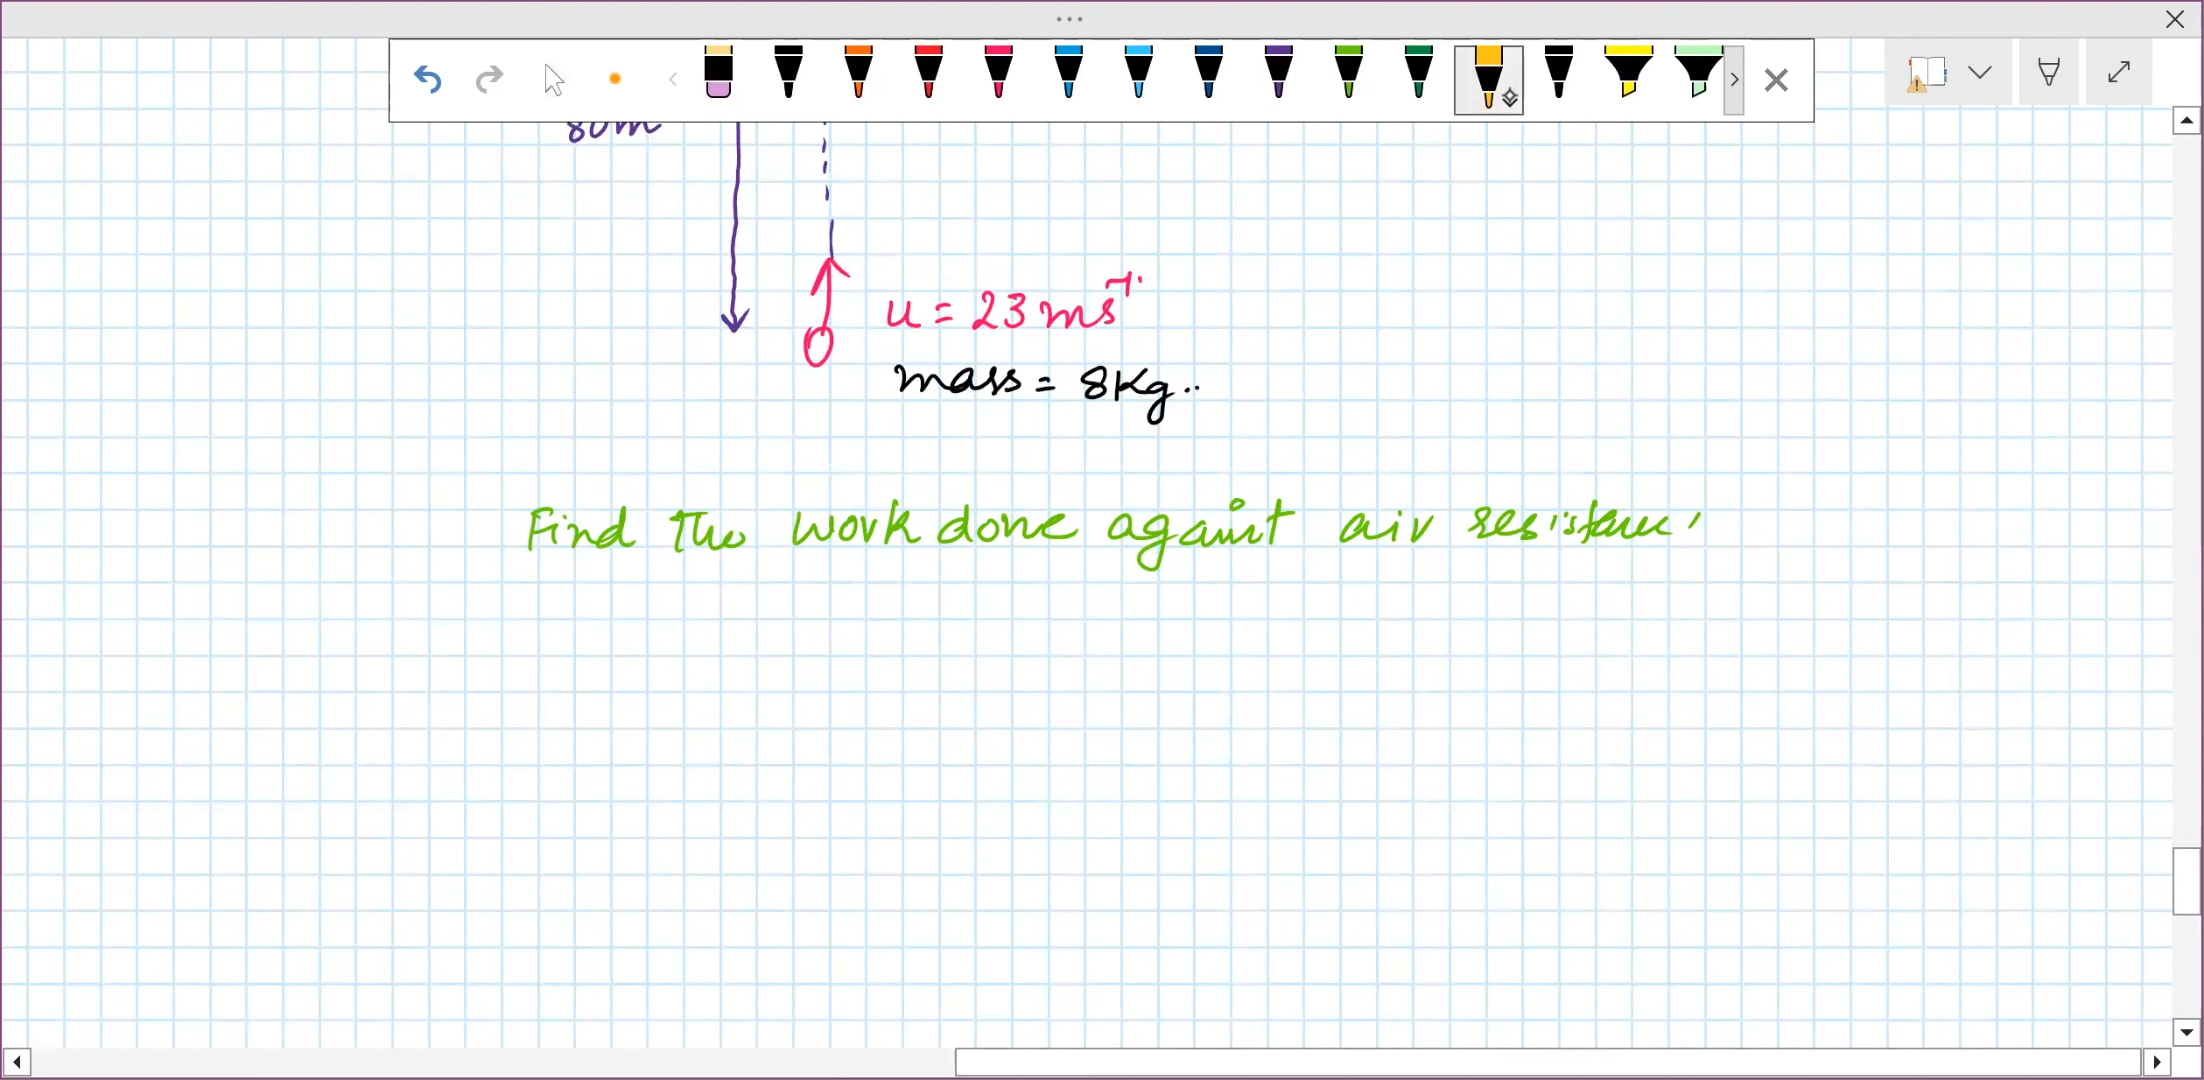 80m
u = 23 ms⁻¹.
mass = 8Kg..
Find the work done against air resistance